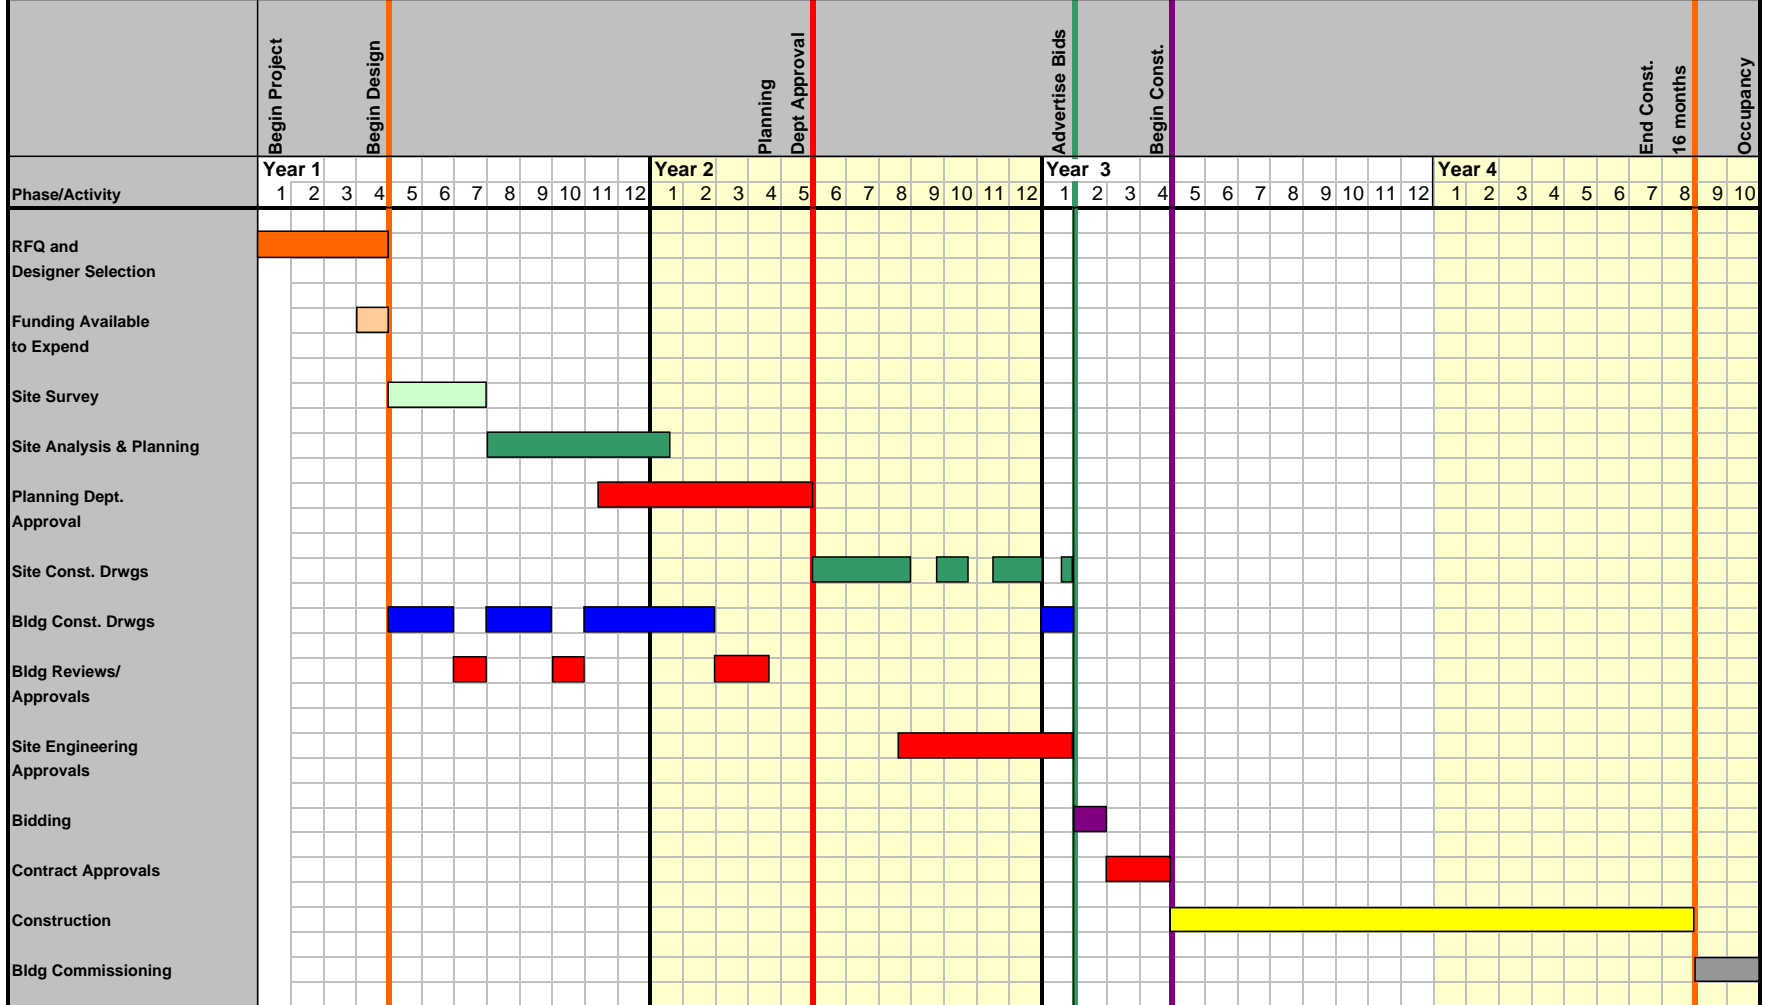 Begin Project
Begin Design
Planning
Dept Approval
Advertise Bids
Begin Const.
End Const.
16 months
Occupancy
Year 1 Year 2 Year 3 Year 4
Phase/Activity 1 2 3 4 5 6 7 8 9 10 11 12 1 2 3 4 5 6 7 8 9 10 11 12 1 2 3 4 5 6 7 8 9 10 11 12 1 2 3 4 5 6 7 8 9 10
RFQ and
Designer Selection
Funding Available
to Expend
Site Survey
Site Analysis & Planning
Planning Dept.
Approval
Site Const. Drwgs
Bldg Const. Drwgs
Bldg Reviews/
Approvals
Site Engineering
Approvals
Bidding
Contract Approvals
Construction
Bldg Commissioning